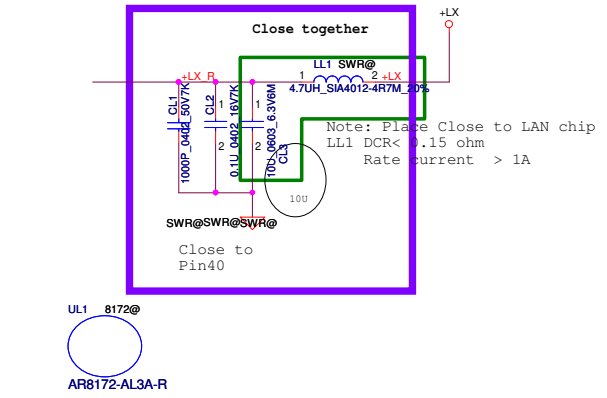 +LX
Close together
LL1 SWR@
+LX_R
1
2
+LX
4.7UH_SIA4012-4R7M_20%
CL1
1000P_0402_50V7K
CL2
1
2
0.1U_0402_16V7K
1
2
10U_0603_6.3V6M
CL3
Note: Place Close to LAN chip
LL1 DCR< 0.15 ohm
Rate current > 1A
10U
SWR@
SWR@
SWR@
Close to
Pin40
UL1 8172@
AR8172-AL3A-R